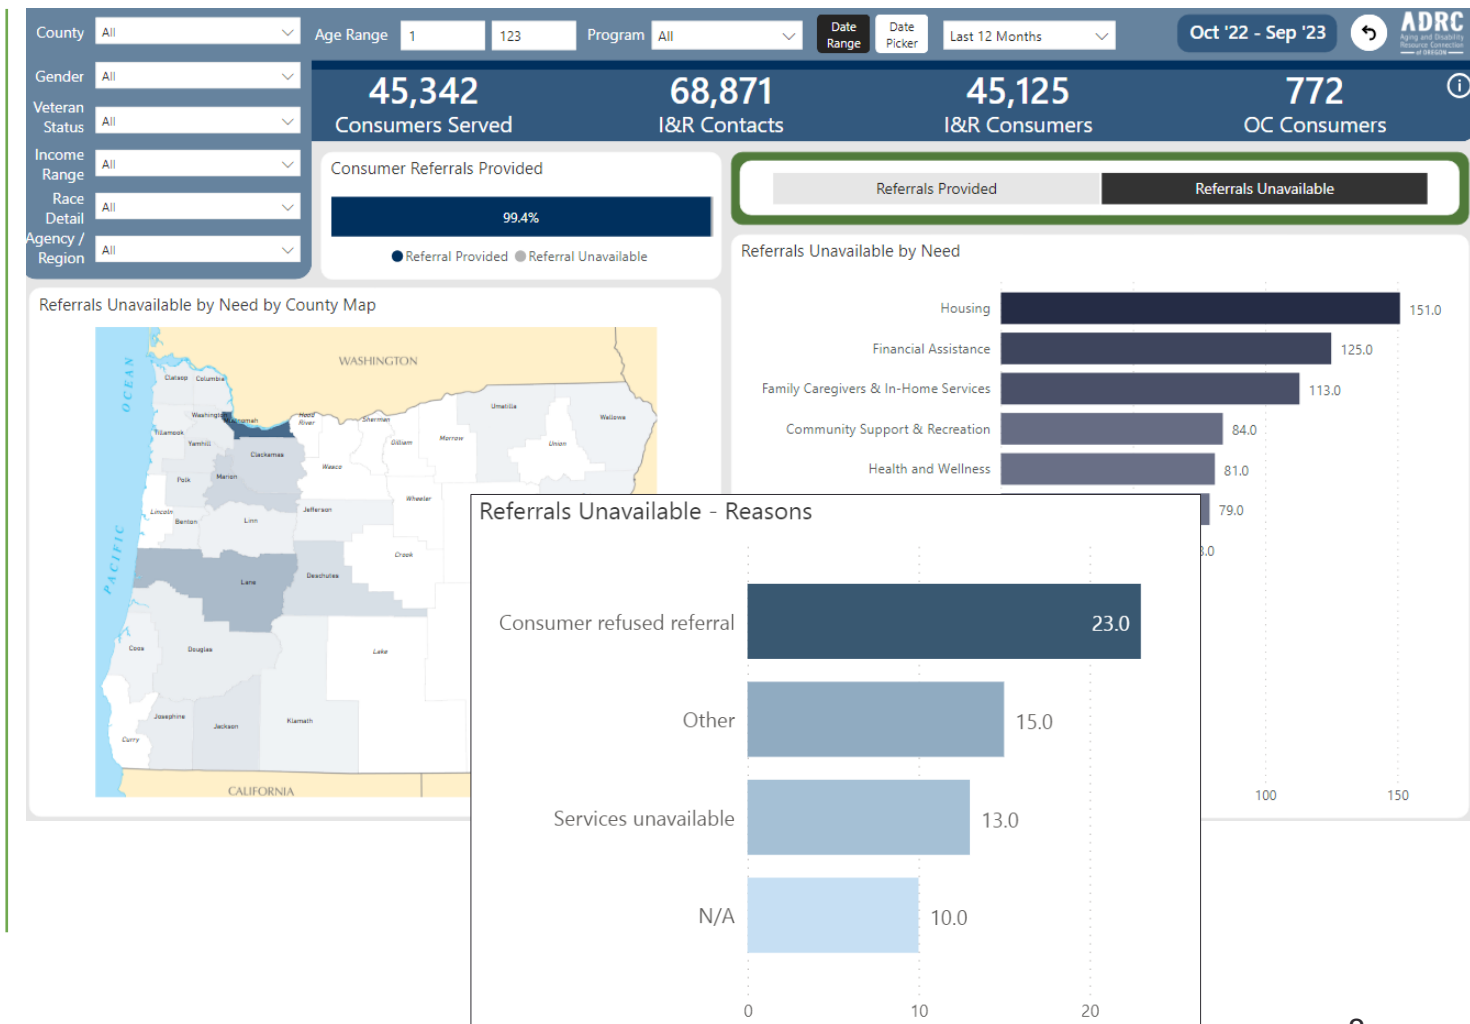 County All
Age Range 1 123
Program All
Date Range
Date Picker
Last 12 Months
Oct '22 - Sep '23
ADRC
Aging and Disability
Resource Connection
of OREGON
Gender All
Veteran Status All
Income Range All
Race Detail All
Agency / Region All
45,342
Consumers Served
68,871
I&R Contacts
45,125
I&R Consumers
772
OC Consumers
Consumer Referrals Provided
99.4%
Referral Provided Referral Unavailable
Referrals Provided
Referrals Unavailable
Referrals Unavailable by Need
Housing 151.0
Financial Assistance 125.0
Family Caregivers & In-Home Services 113.0
Community Support & Recreation 84.0
Health and Wellness 81.0
79.0
100 150
Referrals Unavailable by Need by County Map
WASHINGTON
PACIFIC OCEAN
Clatsop Columbia
Washington Multnomah Hood River Sherman Umatilla Wallowa
Tillamook Yamhill Clackamas Gilliam Morrow Union
Polk Marion Wasco
Wheeler
Lincoln Benton Linn Jefferson
Crook
Lane Deschutes
Coos Douglas Lake
Josephine Jackson Klamath
Curry
CALIFORNIA
Referrals Unavailable - Reasons
Consumer refused referral 23.0
Other 15.0
Services unavailable 13.0
N/A 10.0
0 10 20